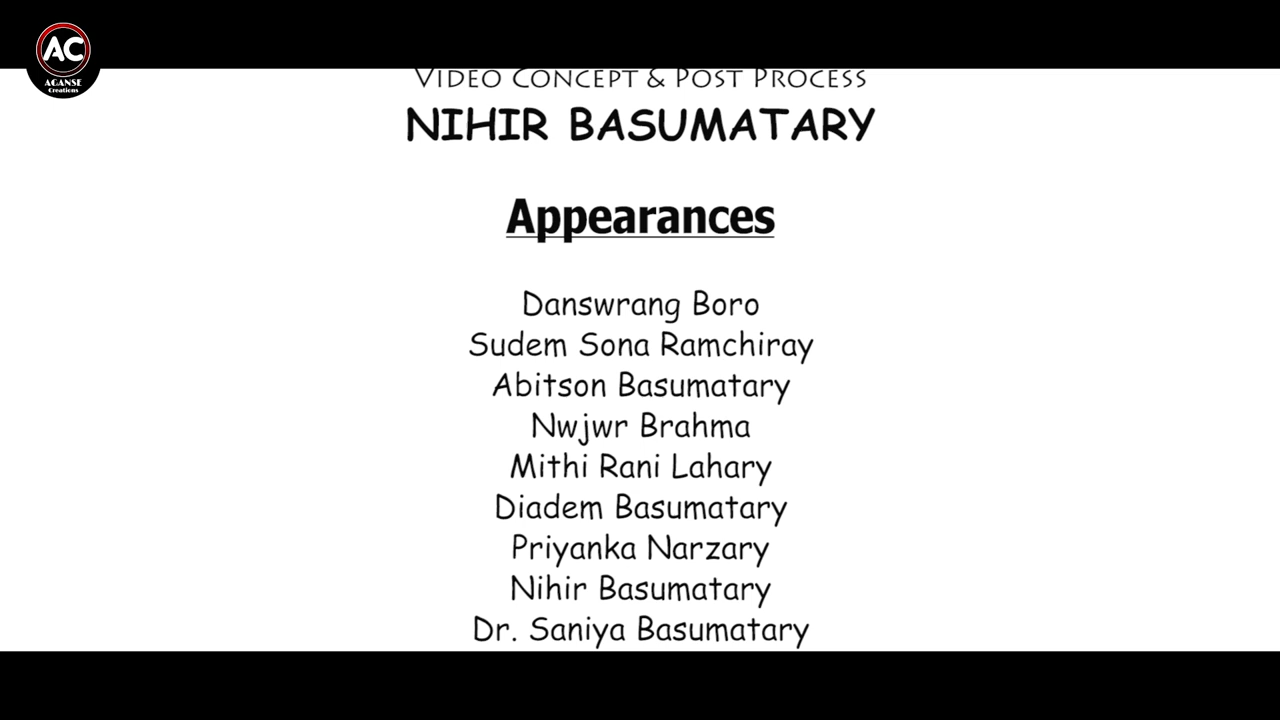 AC
AGANSE
Creations
VIDEO CONCEPT & POST PROCESS
NIHIR BASUMATARY
Appearances
Danswrang Boro
Sudem Sona Ramchiray
Abitson Basumatary
Nwjwr Brahma
Mithi Rani Lahary
Diadem Basumatary
Priyanka Narzary
Nihir Basumatary
Dr. Saniya Basumatary